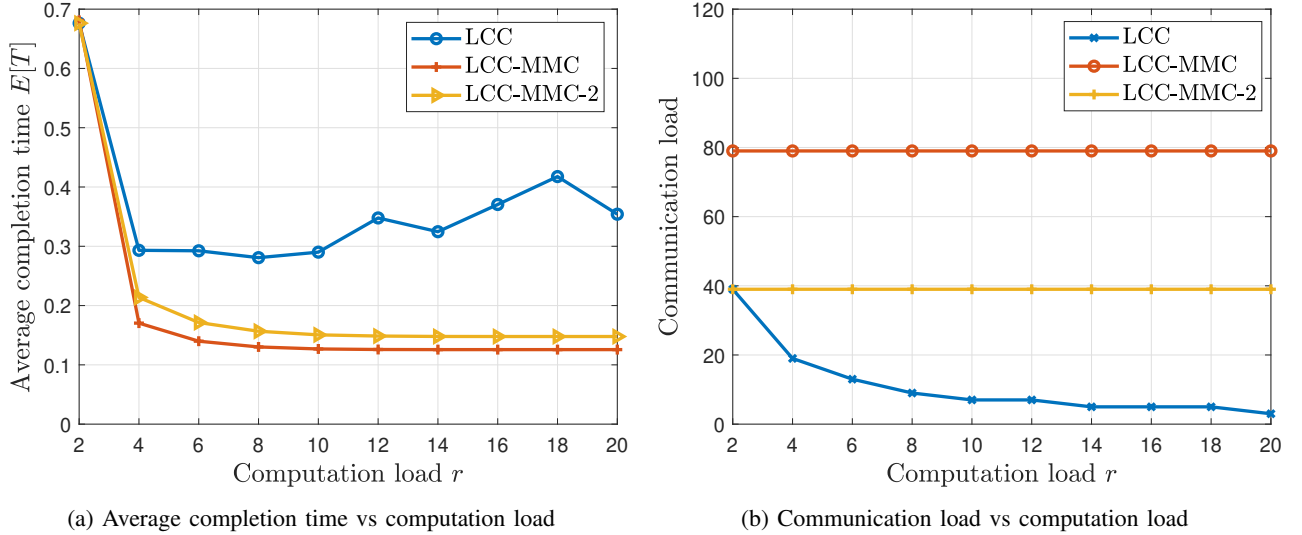 0.7
0.6
0.5
0.4
0.3
0.2
0.1
0
2 4 6 8 10 12 14 16 18 20
Average completion time E[T]
Computation load r
LCC
LCC-MMC
LCC-MMC-2
(a) Average completion time vs computation load
120
100
80
60
40
20
0
2 4 6 8 10 12 14 16 18 20
Communication load
Computation load r
LCC
LCC-MMC
LCC-MMC-2
(b) Communication load vs computation load